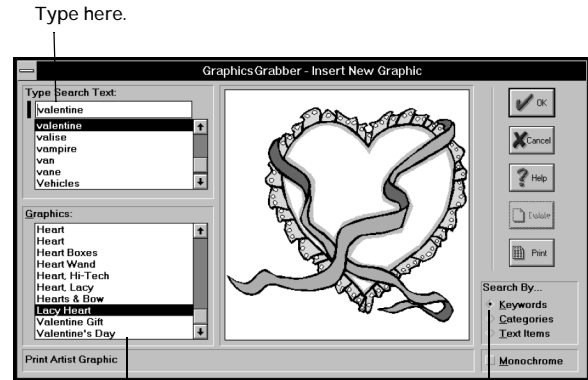 Type here.
GraphicsGrabber - Insert New Graphic
Type Search Text:
valentine
valentine
valise
vampire
van
vane
Vehicles
Graphics:
Heart
Heart
Heart Boxes
Heart Wand
Heart, Hi-Tech
Heart, Lacy
Hearts & Bow
Lacy Heart
Valentine Gift
Valentine's Day
Print Artist Graphic
OK
Cancel
Help
Delete
Print
Search By...
Keywords
Categories
Text Items
Monochrome